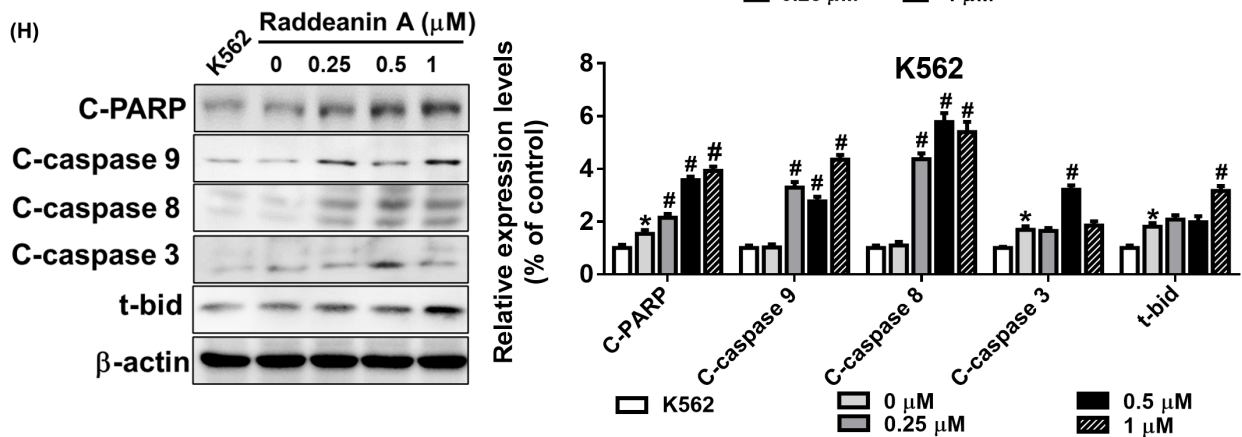 (H)
Raddeanin A (μM)
K562
0 0.25 0.5 1
C-PARP
C-caspase 9
C-caspase 8
C-caspase 3
t-bid
β-actin
K562
Relative expression levels
(% of control)
8
6
4
2
0
* # # #
# # #
# # #
* #
* #
C-PARP
C-caspase 9
C-caspase 8
C-caspase 3
t-bid
K562
0 μM
0.25 μM
0.5 μM
1 μM